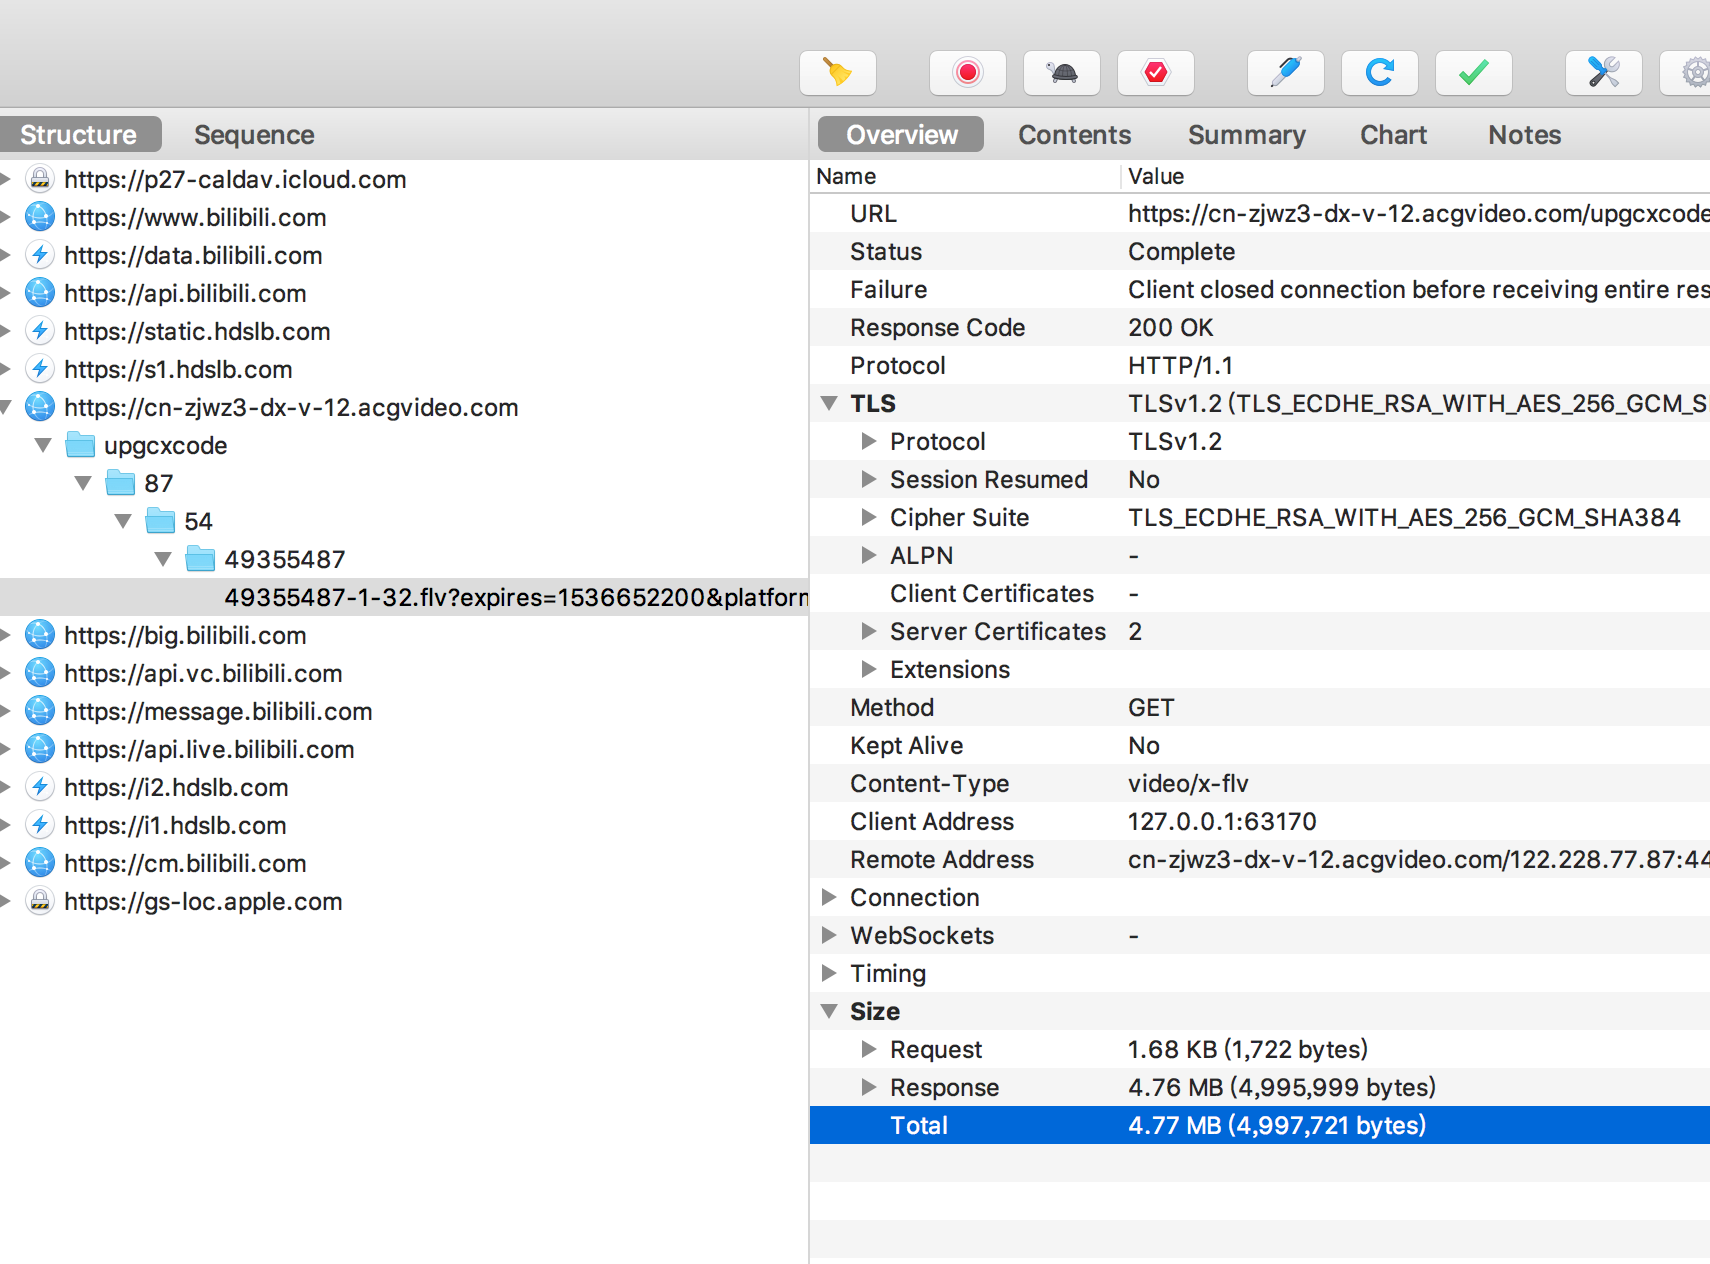 Structure Sequence
https://p27-caldav.icloud.com
https://www.bilibili.com
https://data.bilibili.com
https://api.bilibili.com
https://static.hdslb.com
https://s1.hdslb.com
https://cn-zjwz3-dx-v-12.acgvideo.com
upgcxcode
87
54
49355487
49355487-1-32.flv?expires=1536652200&platforn
https://big.bilibili.com
https://api.vc.bilibili.com
https://message.bilibili.com
https://api.live.bilibili.com
https://i2.hdslb.com
https://i1.hdslb.com
https://cm.bilibili.com
https://gs-loc.apple.com
Overview Contents Summary Chart Notes
Name Value
URL https://cn-zjwz3-dx-v-12.acgvideo.com/upgcxcode
Status Complete
Failure Client closed connection before receiving entire res
Response Code 200 OK
Protocol HTTP/1.1
TLS TLSv1.2 (TLS_ECDHE_RSA_WITH_AES_256_GCM_S
Protocol TLSv1.2
Session Resumed No
Cipher Suite TLS_ECDHE_RSA_WITH_AES_256_GCM_SHA384
ALPN -
Client Certificates -
Server Certificates 2
Extensions
Method GET
Kept Alive No
Content-Type video/x-flv
Client Address 127.0.0.1:63170
Remote Address cn-zjwz3-dx-v-12.acgvideo.com/122.228.77.87:44
Connection
WebSockets -
Timing
Size
Request 1.68 KB (1,722 bytes)
Response 4.76 MB (4,995,999 bytes)
Total 4.77 MB (4,997,721 bytes)